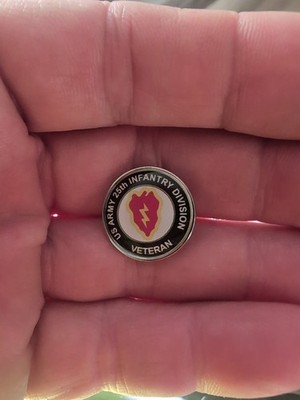 US ARMY 25th INFANTRY DIVISION
VETERAN